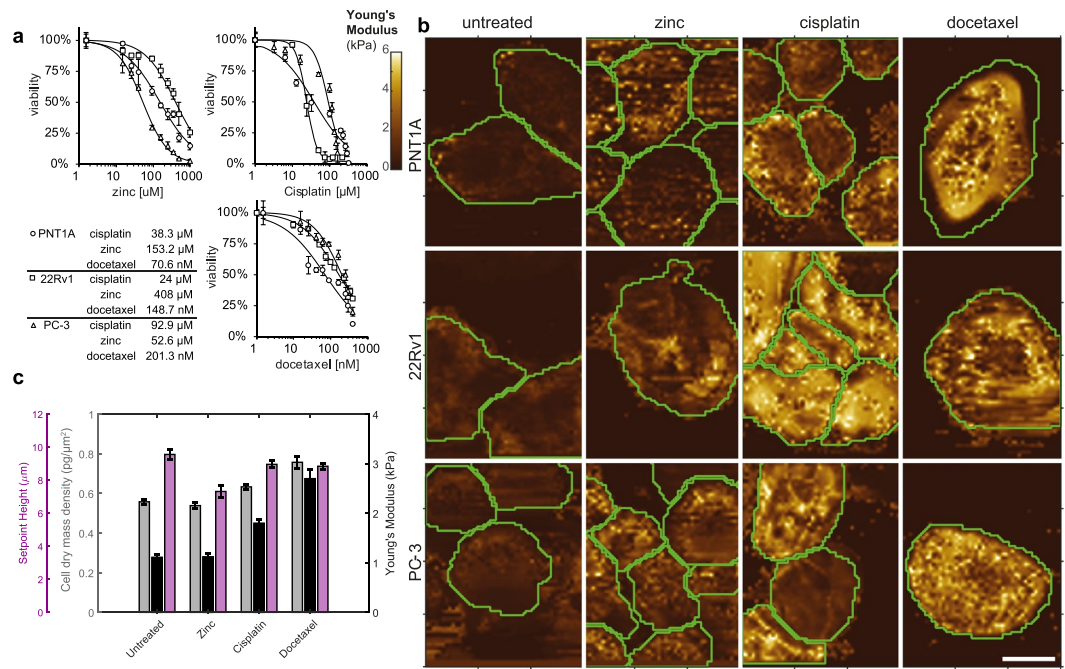 a
Young's
Modulus
(kPa)
6
4
2
0
100%
75%
50%
25%
0%
viability
1
10
100
1000
zinc [uM]
100%
75%
50%
25%
0%
viability
1
10
100
1000
Cisplatin [µM]
100%
75%
50%
25%
0%
viability
1
10
100
1000
docetaxel [nM]
PNT1A cisplatin 38.3 µM
zinc 153.2 µM
docetaxel 70.6 nM
22Rv1 cisplatin 24 µM
zinc 408 µM
docetaxel 148.7 nM
PC-3 cisplatin 92.9 µM
zinc 52.6 µM
docetaxel 201.3 nM
b
untreated zinc cisplatin docetaxel
PNT1A
22Rv1
PC-3
c
12
10
8
6
4
2
0
Setpoint Height (µm)
1
0.8
0.6
0.4
0.2
0
Cell dry mass density (pg/µm²)
4
3
2
1
0
Young's Modulus (kPa)
Untreated
Zinc
Cisplatin
Docetaxel